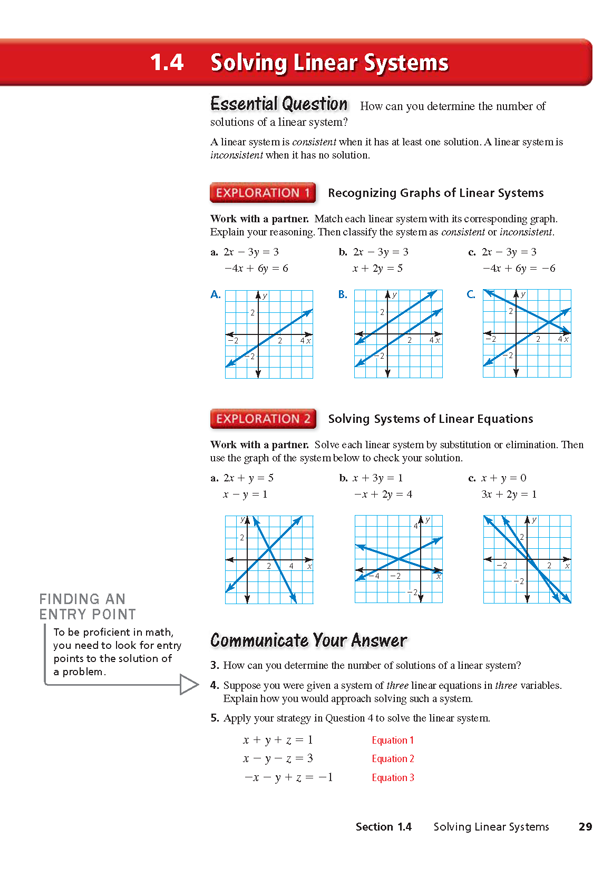 1.4 Solving Linear Systems
Essential Question How can you determine the number of
solutions of a linear system?
A linear system is consistent when it has at least one solution. A linear system is
inconsistent when it has no solution.
EXPLORATION 1 Recognizing Graphs of Linear Systems
Work with a partner. Match each linear system with its corresponding graph.
Explain your reasoning. Then classify the system as consistent or inconsistent.
a. 2x − 3y = 3 b. 2x − 3y = 3 c. 2x − 3y = 3
−4x + 6y = 6 x + 2y = 5 −4x + 6y = −6
A. B. C.
y y y
2 2 2
−2 2 4 x 2 4 x −2 2 4 x
−2 −2 −2
EXPLORATION 2 Solving Systems of Linear Equations
Work with a partner. Solve each linear system by substitution or elimination. Then
use the graph of the system below to check your solution.
a. 2x + y = 5 b. x + 3y = 1 c. x + y = 0
x − y = 1 −x + 2y = 4 3x + 2y = 1
y 4 y y
2 2
2 4 x −4 −2 x −2 2 x
−2 −2
FINDING AN
ENTRY POINT
To be proficient in math,
you need to look for entry
points to the solution of
a problem.
Communicate Your Answer
3. How can you determine the number of solutions of a linear system?
4. Suppose you were given a system of three linear equations in three variables.
Explain how you would approach solving such a system.
5. Apply your strategy in Question 4 to solve the linear system.
x + y + z = 1 Equation 1
x − y − z = 3 Equation 2
−x − y + z = −1 Equation 3
Section 1.4 Solving Linear Systems 29